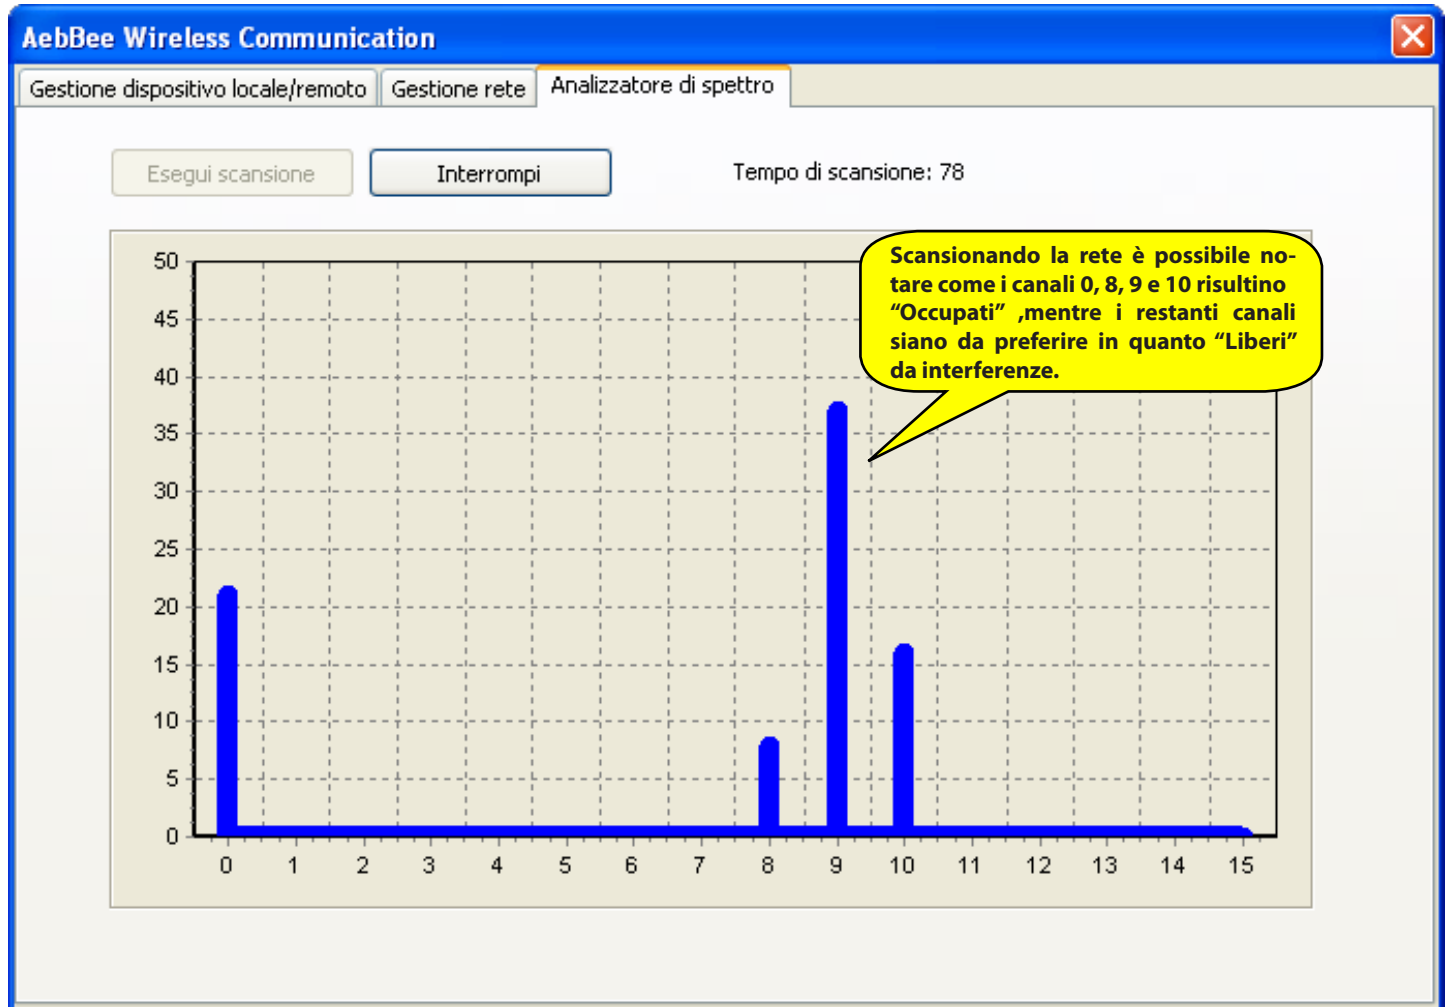 AebBee Wireless Communication
Gestione dispositivo locale/remoto Gestione rete Analizzatore di spettro
Esegui scansione Interrompi Tempo di scansione: 78
Scansionando la rete è possibile no-
tare come i canali 0, 8, 9 e 10 risultino
“Occupati” ,mentre i restanti canali
siano da preferire in quanto “Liberi”
da interferenze.
50
45
40
35
30
25
20
15
10
5
0
0 1 2 3 4 5 6 7 8 9 10 11 12 13 14 15